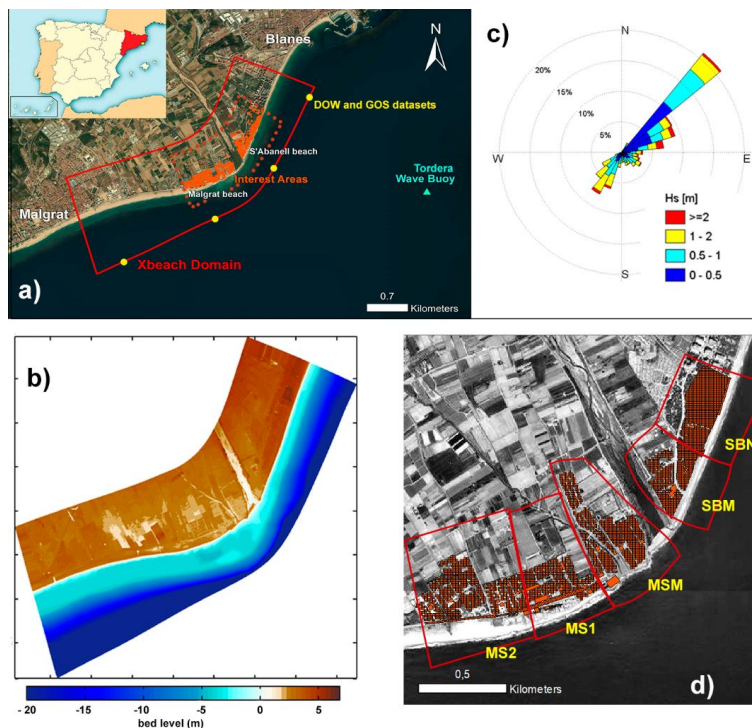 Blanes
N
DOW and GOS datasets
S'Abanell beach
Tordera
Wave Buoy
Interest Areas
Malgrat beach
Malgrat
Xbeach Domain
a)
0.7
Kilometers
c)
N
20%
15%
10%
5%
W
E
S
Hs [m]
>=2
1 - 2
0.5 - 1
0 - 0.5
b)
-20
-15
-10
-5
0
5
bed level (m)
SBN
SBM
MSM
MS1
MS2
0,5
Kilometers
d)